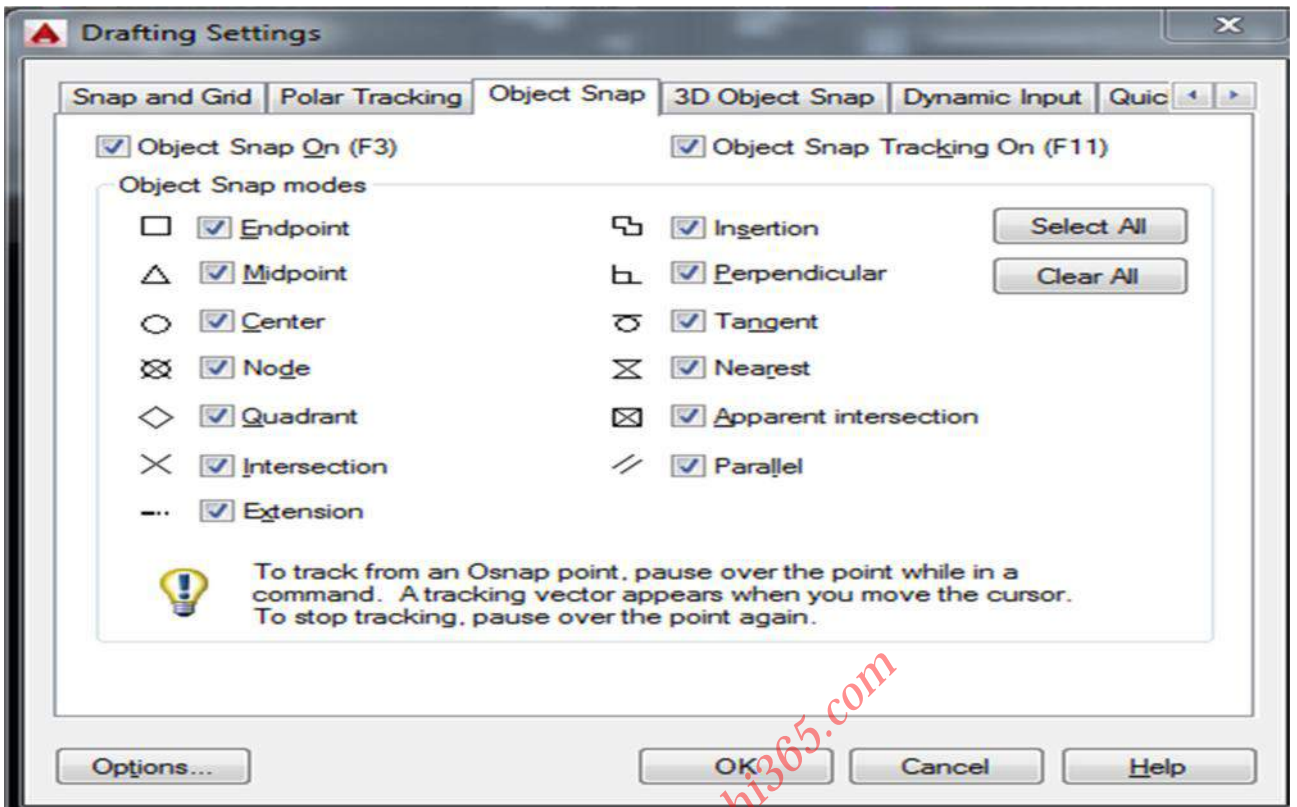 Drafting Settings
Snap and Grid Polar Tracking Object Snap 3D Object Snap Dynamic Input Quic
Object Snap On (F3) Object Snap Tracking On (F11)
Object Snap modes
Endpoint Insertion Select All
Midpoint Perpendicular Clear All
Center Tangent
Node Nearest
Quadrant Apparent intersection
Intersection Parallel
Extension
To track from an Osnap point, pause over the point while in a
command. A tracking vector appears when you move the cursor.
To stop tracking, pause over the point again.
Options... OK Cancel Help
hi365.com